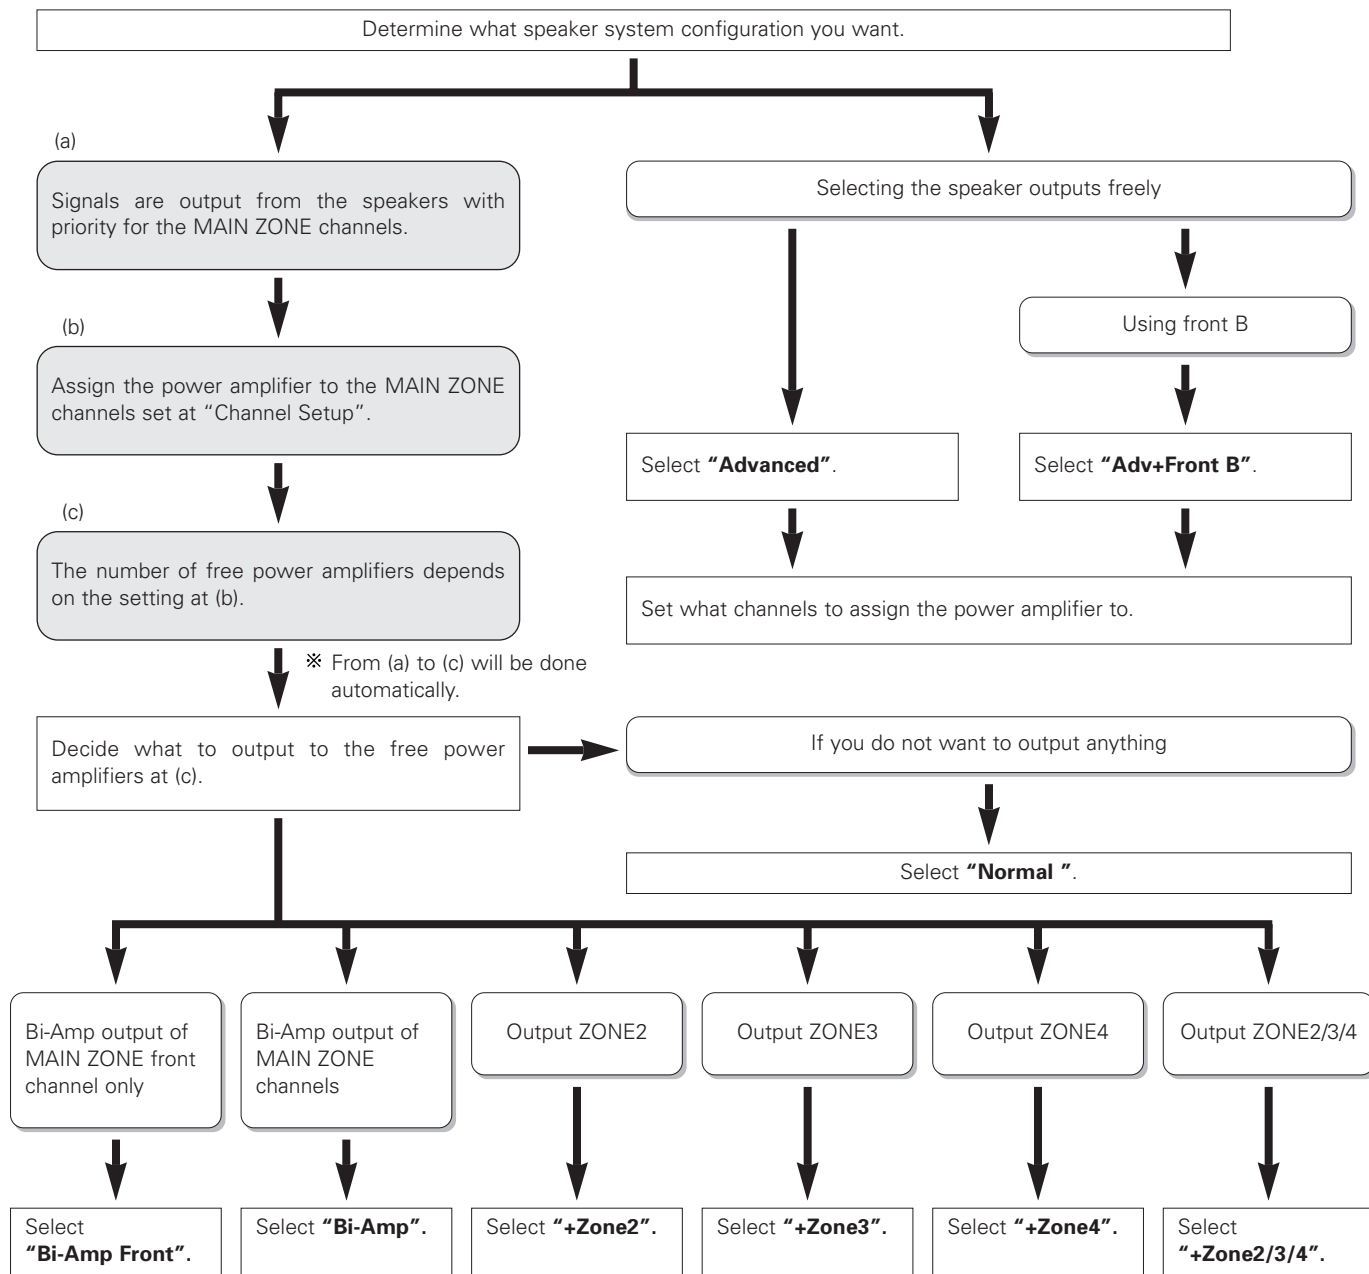 Determine what speaker system configuration you want.
(a)
Signals are output from the speakers with
priority for the MAIN ZONE channels.
Selecting the speaker outputs freely
(b)
Using front B
Assign the power amplifier to the MAIN ZONE
channels set at “Channel Setup”.
Select “Advanced”.
Select “Adv+Front B”.
(c)
The number of free power amplifiers depends
on the setting at (b).
Set what channels to assign the power amplifier to.
※ From (a) to (c) will be done
automatically.
Decide what to output to the free power
amplifiers at (c).
If you do not want to output anything
Select “Normal ”.
Bi-Amp output of
MAIN ZONE front
channel only
Bi-Amp output of
MAIN ZONE
channels
Output ZONE2
Output ZONE3
Output ZONE4
Output ZONE2/3/4
Select
“Bi-Amp Front”.
Select “Bi-Amp”.
Select “+Zone2”.
Select “+Zone3”.
Select “+Zone4”.
Select
“+Zone2/3/4”.